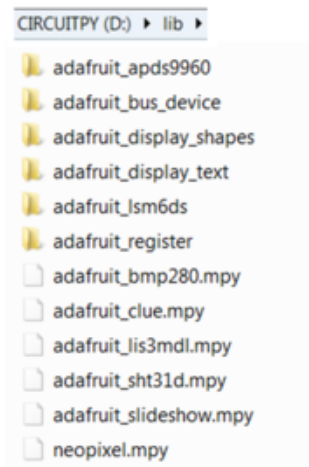 CIRCUITPY (D:) ▸ lib ▸
adafruit_apds9960
adafruit_bus_device
adafruit_display_shapes
adafruit_display_text
adafruit_lsm6ds
adafruit_register
adafruit_bmp280.mpy
adafruit_clue.mpy
adafruit_lis3mdl.mpy
adafruit_sht31d.mpy
adafruit_slideshow.mpy
neopixel.mpy